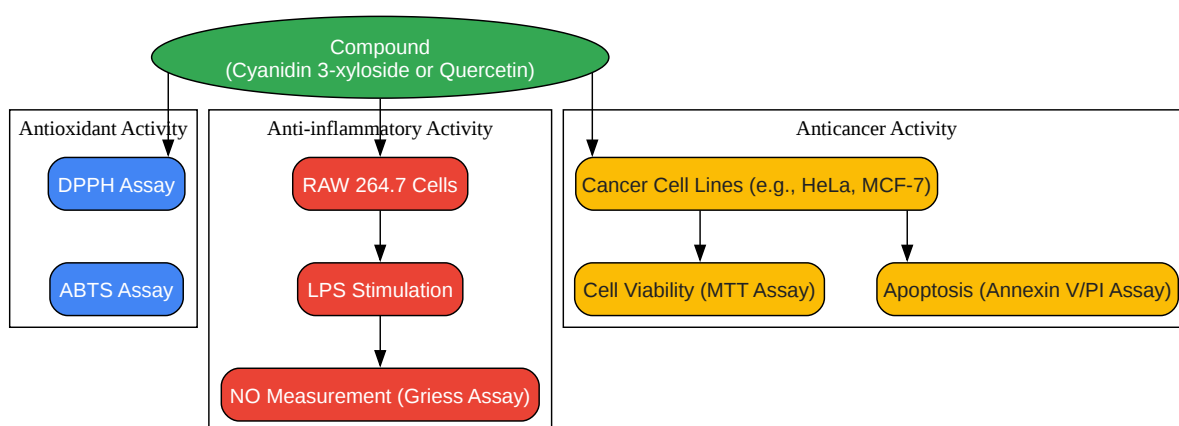 Compound
(Cyanidin 3-xyloside or Quercetin)
Antioxidant Activity
DPPH Assay
ABTS Assay
Anti-inflammatory Activity
RAW 264.7 Cells
LPS Stimulation
NO Measurement (Griess Assay)
Anticancer Activity
Cancer Cell Lines (e.g., HeLa, MCF-7)
Cell Viability (MTT Assay)
Apoptosis (Annexin V/PI Assay)